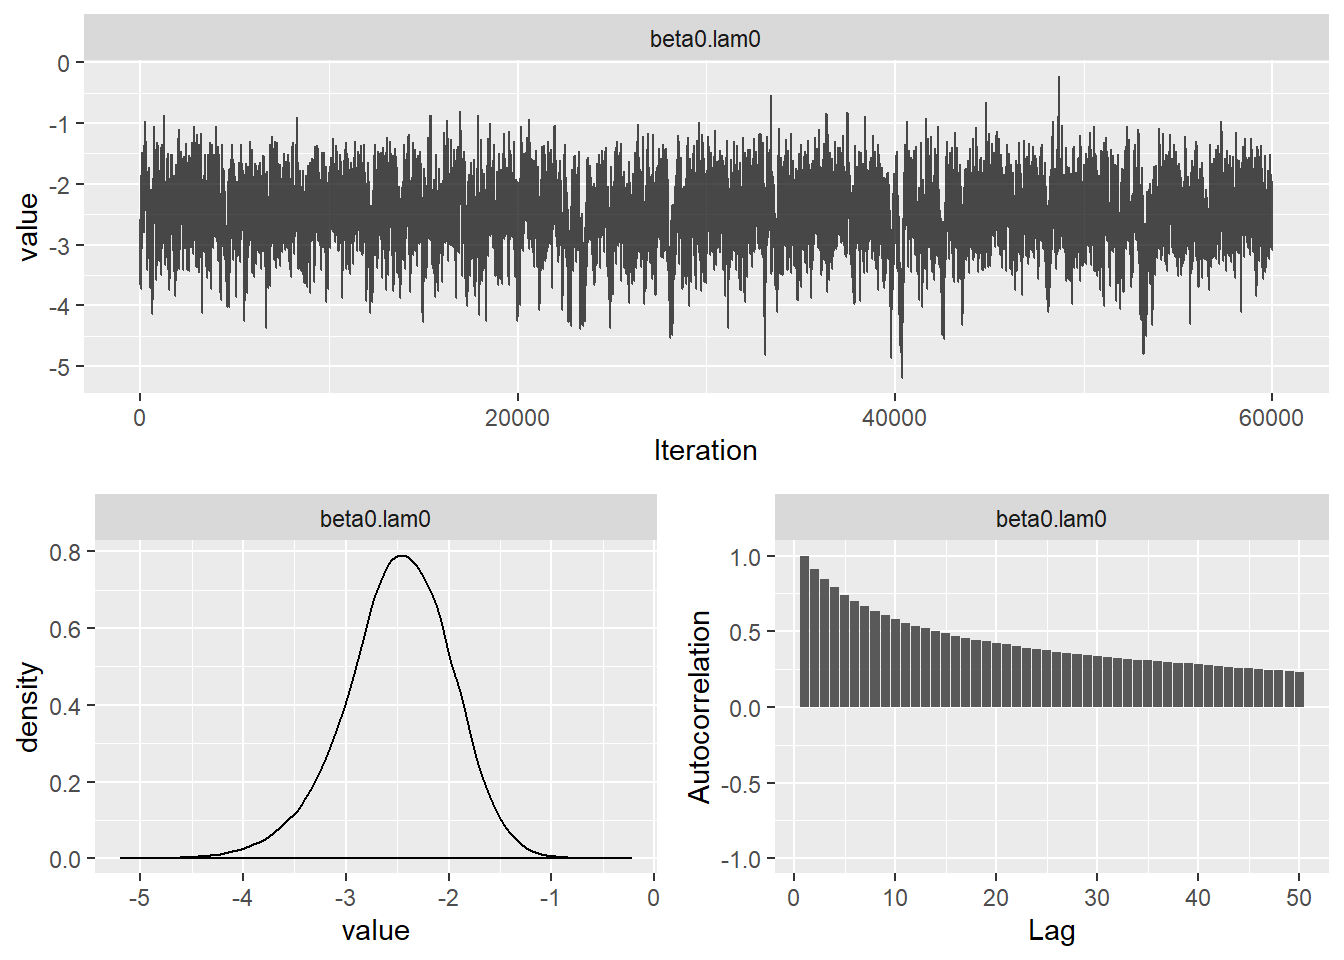 beta0.lam0
0
-1
-2
-3
-4
-5
value
0 20000 40000 60000
Iteration
beta0.lam0
0.8
0.6
0.4
0.2
0.0
density
-5 -4 -3 -2 -1 0
value
beta0.lam0
1.0
0.5
0.0
-0.5
-1.0
Autocorrelation
0 10 20 30 40 50
Lag